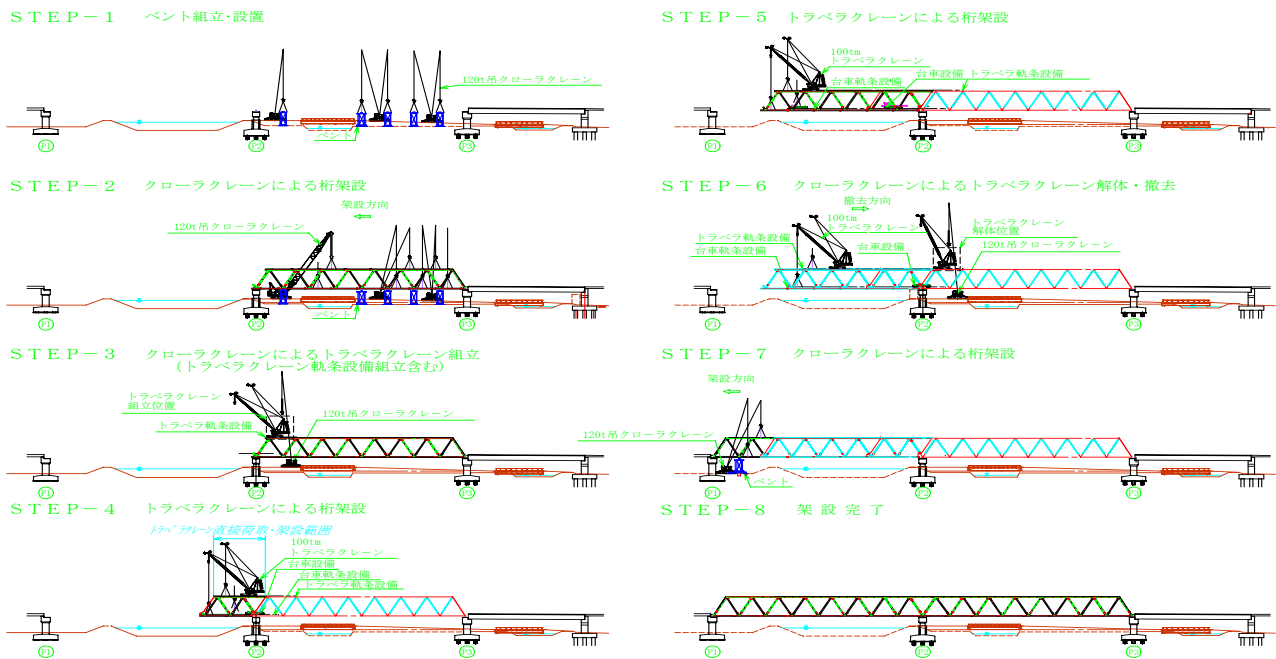 STEP－1 ベント組立･設置
120t吊クローラクレーン
ベント
P1
P2
P3
STEP－2 クローラクレーンによる桁架設
架設方向
120t吊クローラクレーン
ベント
P1
P2
P3
STEP－3 クローラクレーンによるトラベラクレーン組立
(トラベラクレーン軌条設備組立含む)
トラベラクレーン
組立位置
120t吊クローラクレーン
トラベラ軌条設備
P1
P2
P3
STEP－4 トラベラクレーンによる桁架設
ﾄﾗﾍﾞﾗｸﾚｰﾝ直接荷取･架設範囲
100tm
トラベラクレーン
台車設備
台車軌条設備
トラベラ軌条設備
P1
P2
P3
STEP－5 トラベラクレーンによる桁架設
100tm
トラベラクレーン
台車軌条設備
台車設備
トラベラ軌条設備
P1
P2
P3
STEP－6 クローラクレーンによるトラベラクレーン解体・撤去
撤去方向
100tm
トラベラクレーン
トラベラ軌条設備
台車軌条設備
台車設備
トラベラクレーン
解体位置
120t吊クローラクレーン
P1
P2
P3
STEP－7 クローラクレーンによる桁架設
架設方向
120t吊クローラクレーン
ベント
P1
P2
P3
STEP－8 架設完了
P1
P2
P3